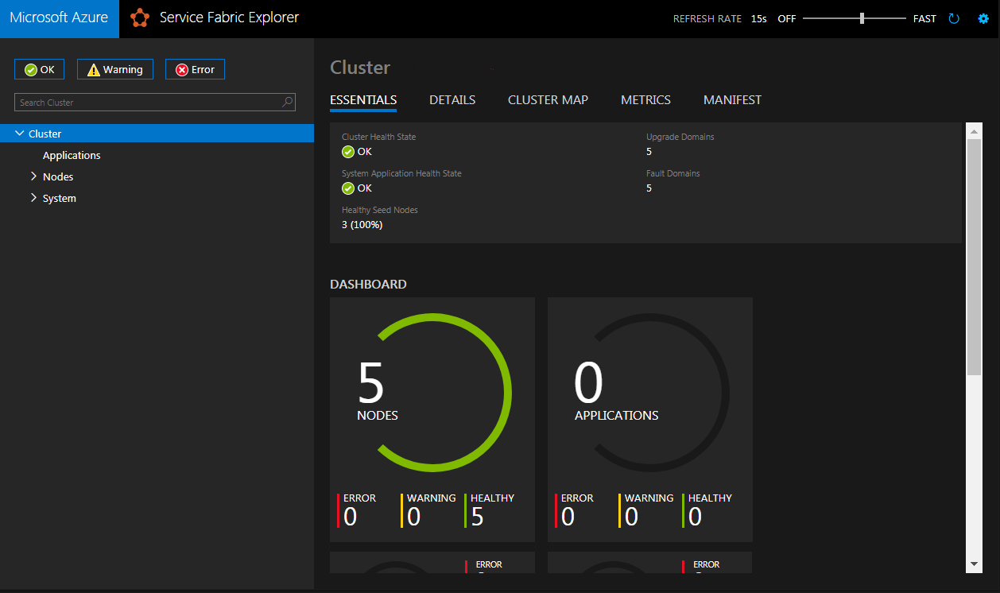 Microsoft Azure
Service Fabric Explorer
REFRESH RATE 15s OFF FAST
OK Warning Error
Search Cluster
Cluster
Applications
Nodes
System
Cluster
ESSENTIALS DETAILS CLUSTER MAP METRICS MANIFEST
Cluster Health State
OK
System Application Health State
OK
Healthy Seed Nodes
3 (100%)
Upgrade Domains
5
Fault Domains
5
DASHBOARD
5
NODES
ERROR WARNING HEALTHY
0 0 5
0
APPLICATIONS
ERROR WARNING HEALTHY
0 0 0
ERROR
ERROR